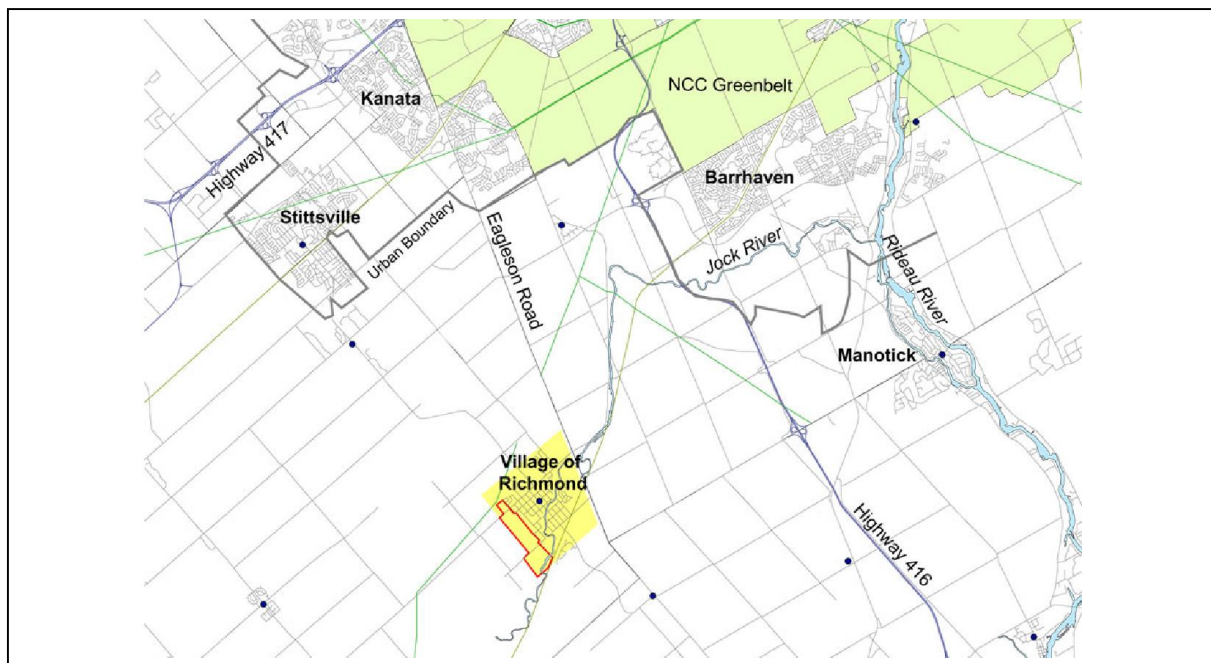 NCC Greenbelt
Kanata
Highway 417
Barrhaven
Stittsville
Urban Boundary
Eagleson Road
Jock River
Rideau River
Manotick
Village of
Richmond
Highway 416